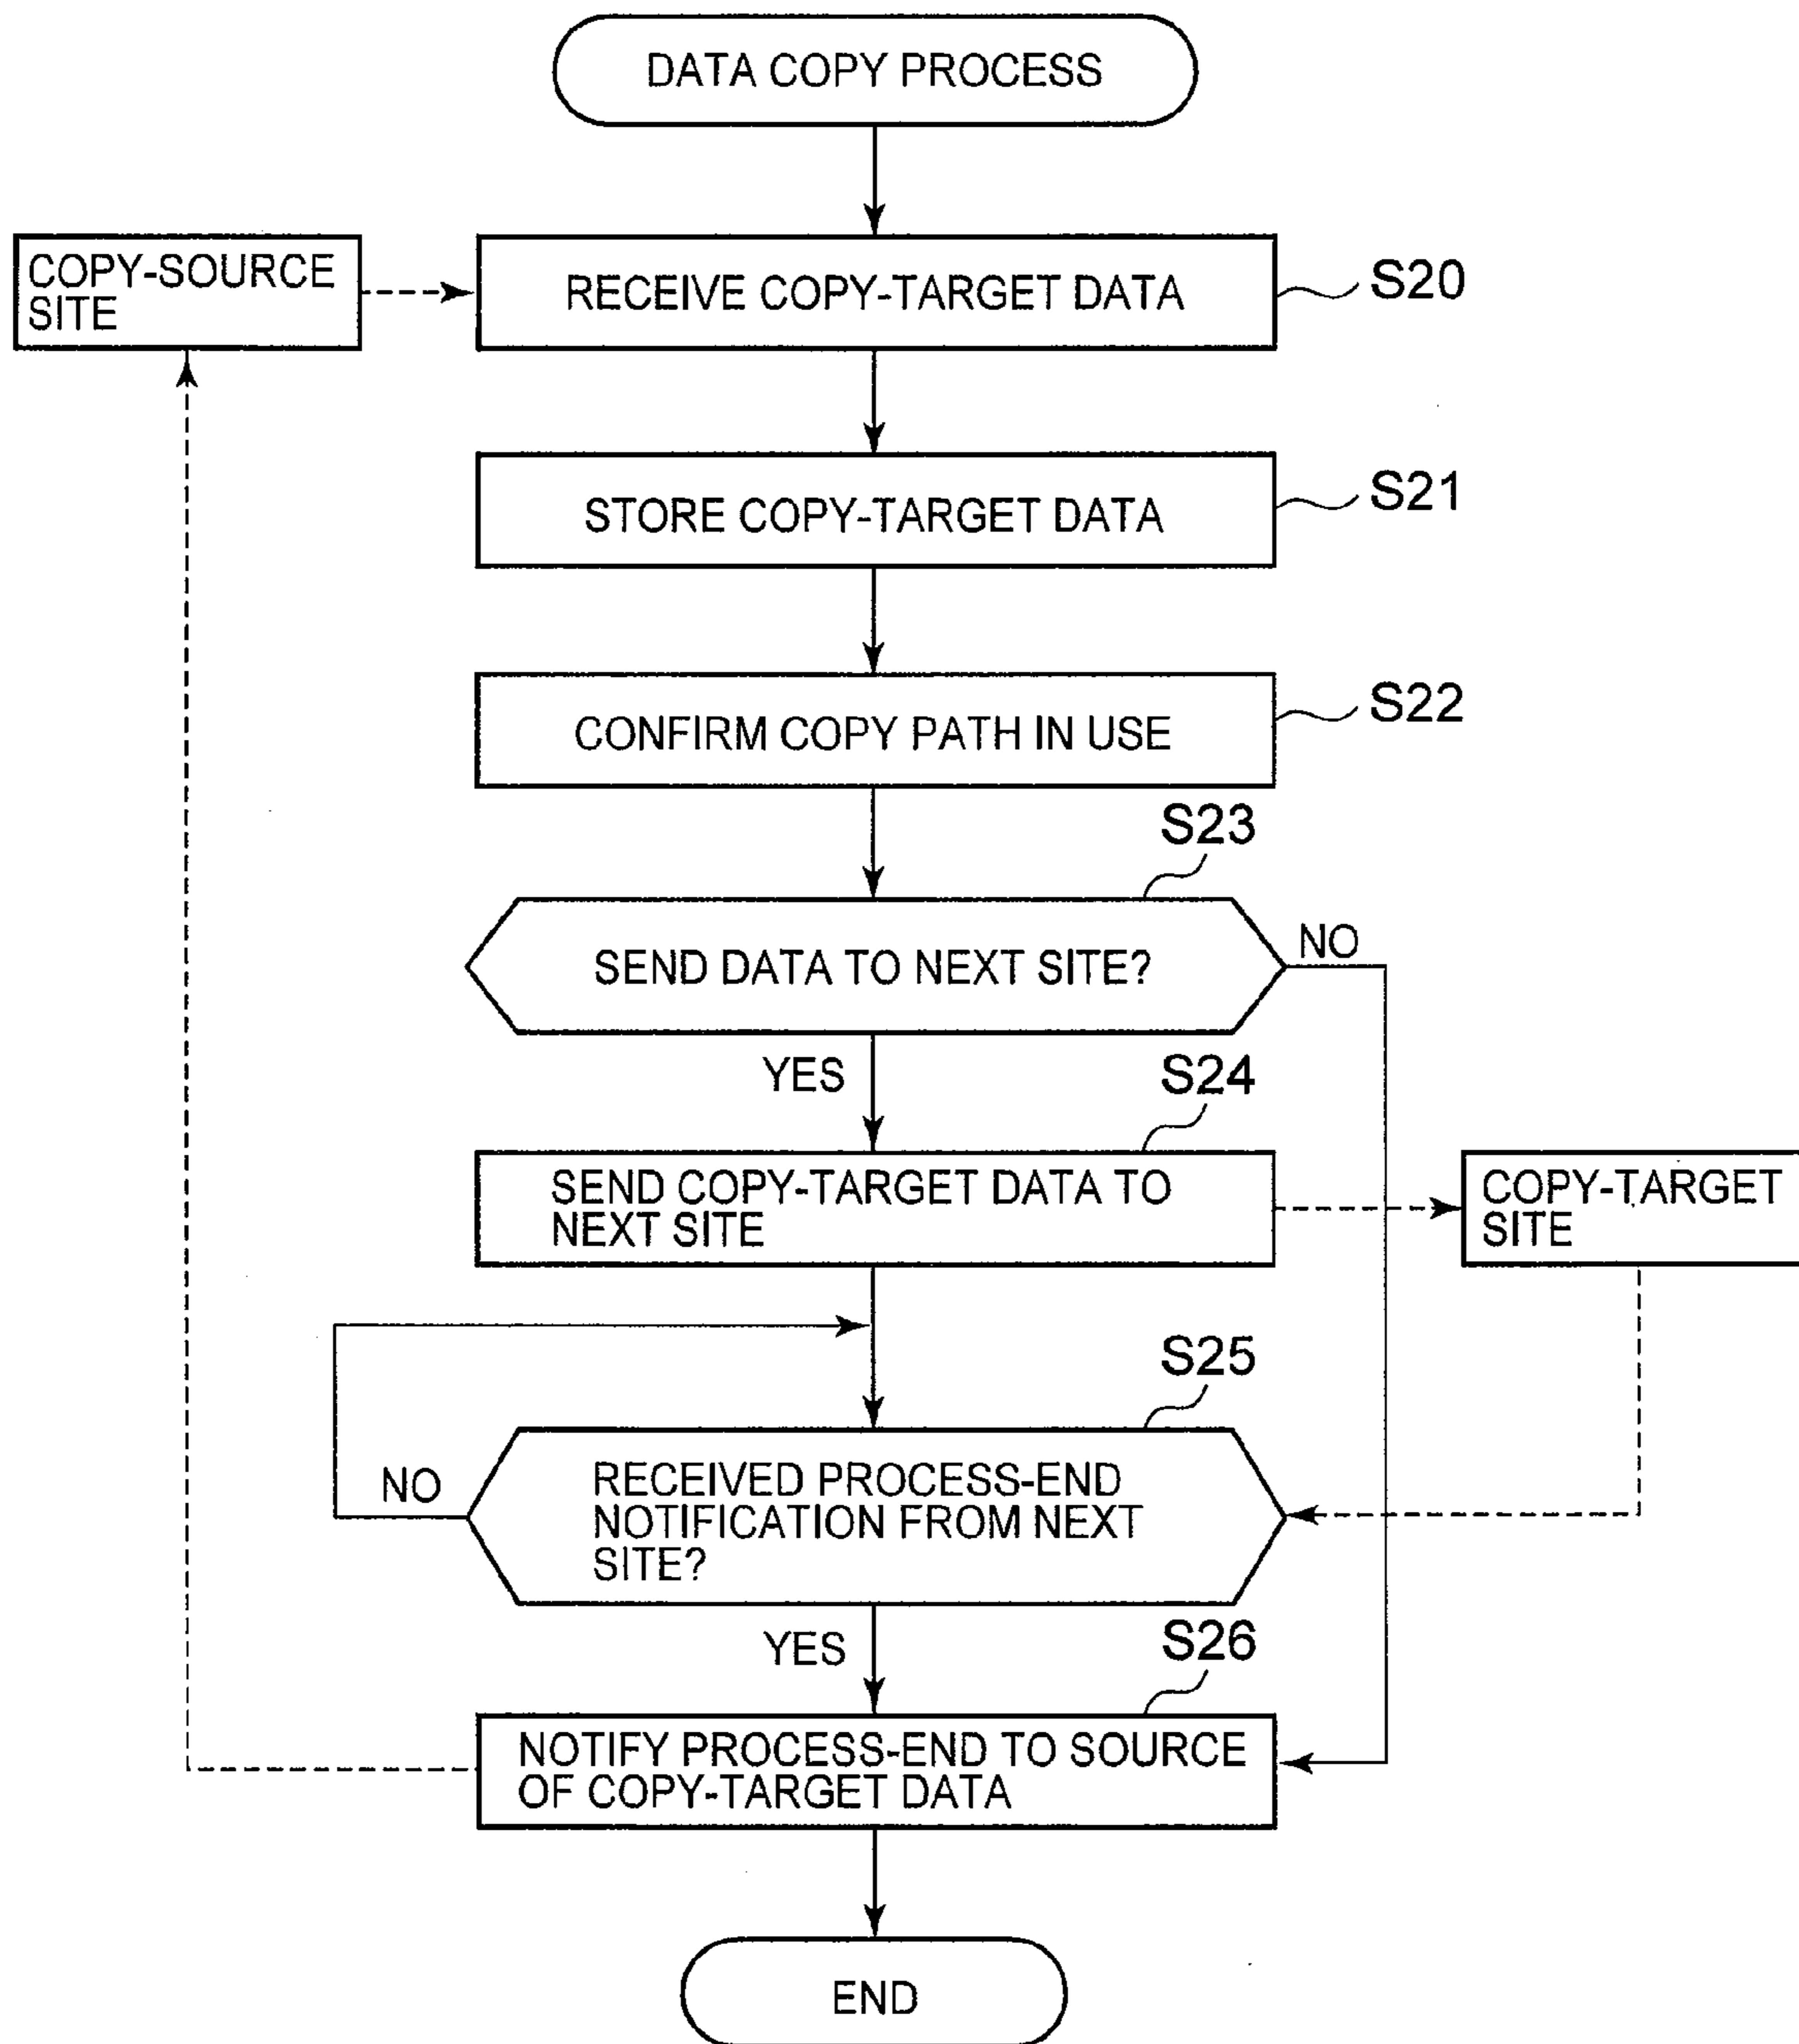 DATA COPY PROCESS
COPY-SOURCE
SITE
RECEIVE COPY-TARGET DATA
S20
STORE COPY-TARGET DATA
S21
CONFIRM COPY PATH IN USE
S22
S23
SEND DATA TO NEXT SITE?
NO
YES
S24
SEND COPY-TARGET DATA TO
NEXT SITE
COPY-TARGET
SITE
S25
NO
RECEIVED PROCESS-END
NOTIFICATION FROM NEXT
SITE?
YES
S26
NOTIFY PROCESS-END TO SOURCE
OF COPY-TARGET DATA
END